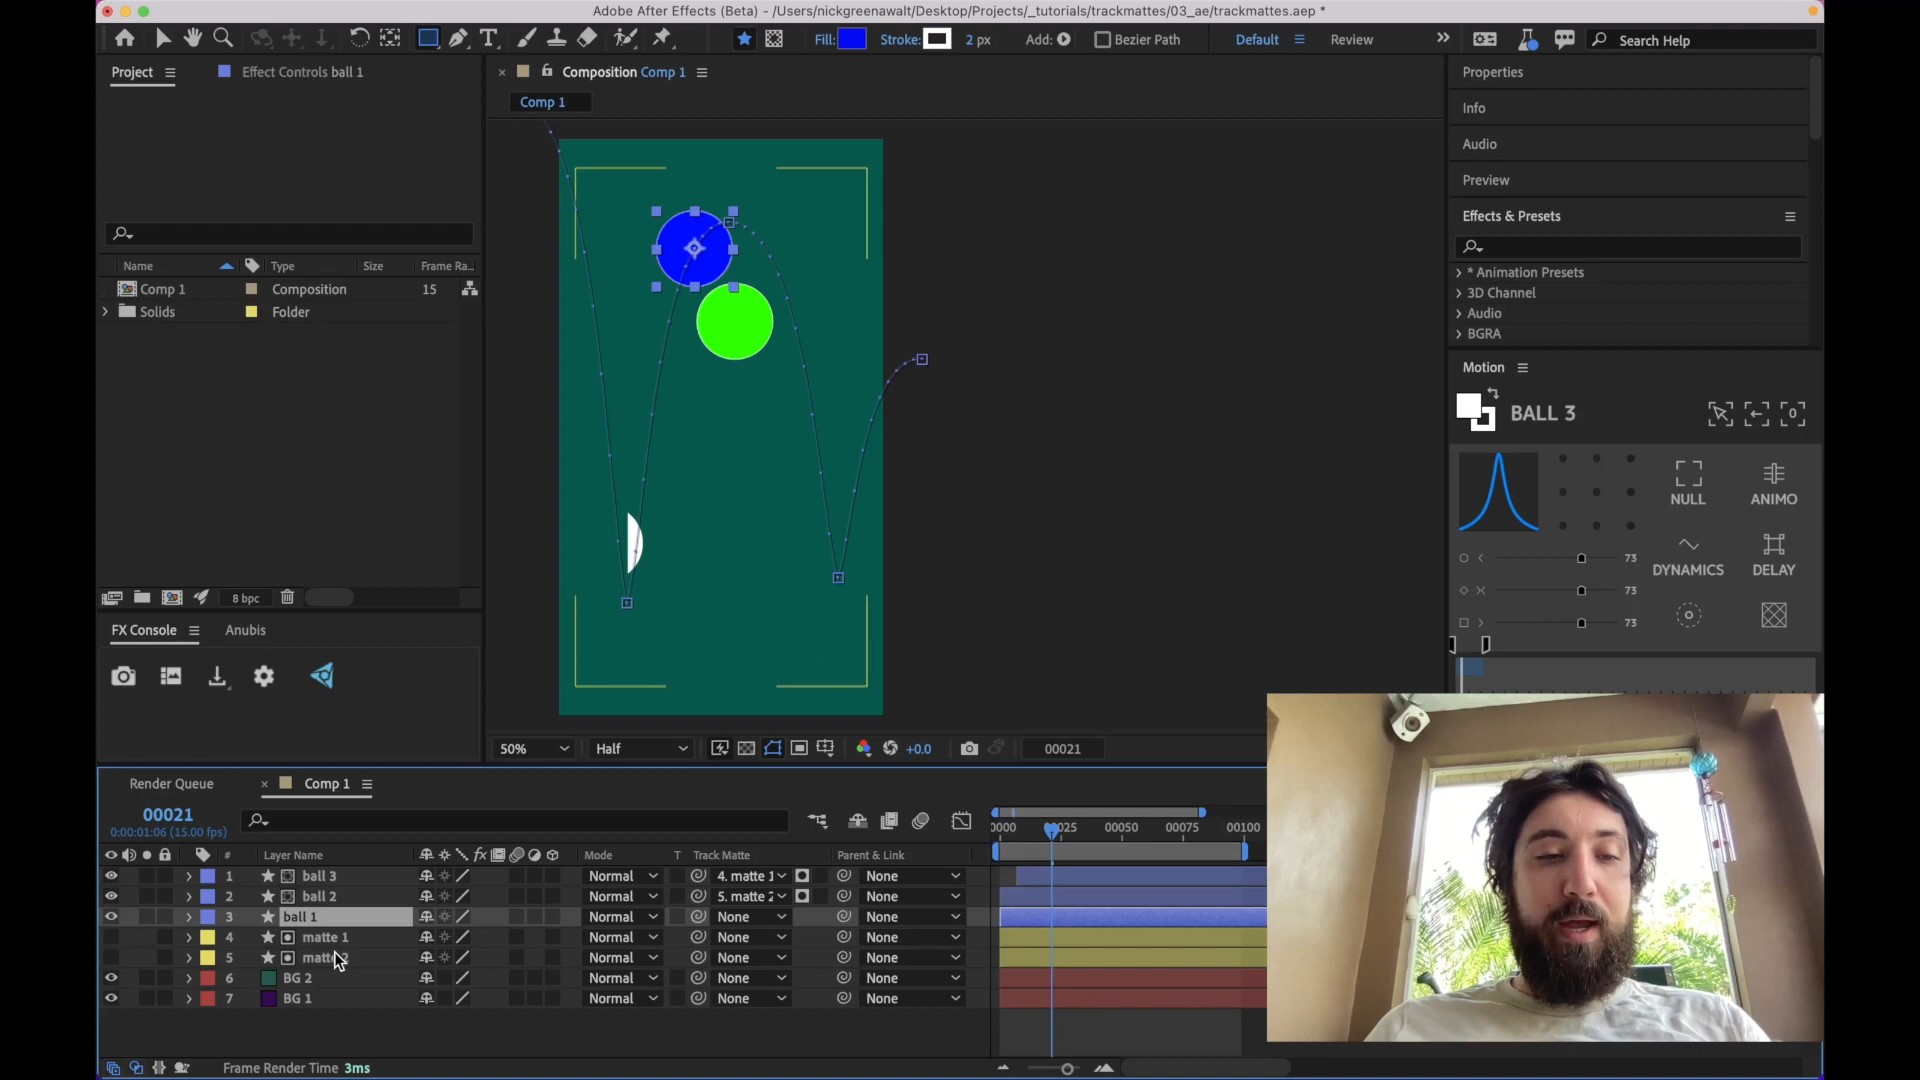 Adobe After Effects (Beta) - /Users/nickgreenawalt/Desktop/Projects/_tutorials/trackmattes/03_ae/trackmattes.aep *
Fill: Stroke: 2 px Add: Bezier Path Default Review Search Help
Project Effect Controls ball 1
Composition Comp 1
Comp 1
Name Type Size Frame Ra...
Comp 1 Composition 15
Solids Folder
8 bpc
FX Console Anubis
50% Half +0.0 00021
Properties
Info
Audio
Preview
Effects & Presets
* Animation Presets
3D Channel
Audio
BGRA
Motion
BALL 3
NULL ANIMO
73
DYNAMICS DELAY
73
73
Render Queue Comp 1
00021
0:00:01:06 (15.00 fps)
0000 00025 00050 00075 00100
# Layer Name fx Mode T Track Matte Parent & Link
1 ball 3 Normal 4. matte 1 None
2 ball 2 Normal 5. matte 2 None
3 ball 1 Normal None None
4 matte 1 Normal None None
5 matte 2 Normal None None
6 BG 2 Normal None None
7 BG 1 Normal None None
Frame Render Time 3ms